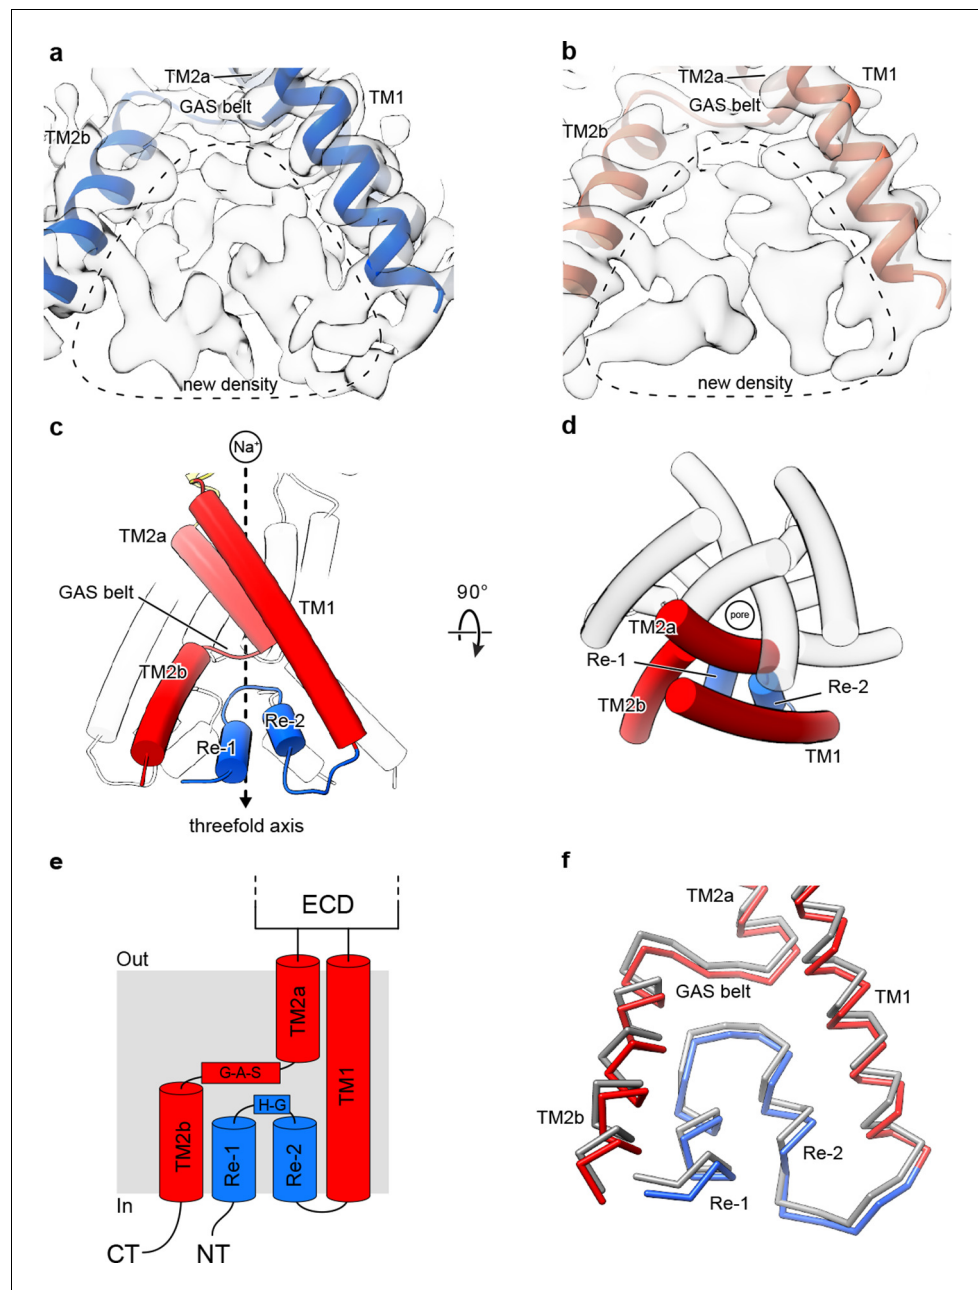 a
TM2a
TM1
GAS belt
TM2b
new density
b
TM2a
TM1
GAS belt
TM2b
new density
c
Na⁺
TM2a
GAS belt
TM1
TM2b
Re-2
Re-1
threefold axis
90°
d
pore
TM2a
Re-1
Re-2
TM2b
TM1
e
ECD
Out
TM2a
G-A-S
TM1
H-G
TM2b
Re-1
Re-2
In
CT
NT
f
TM2a
GAS belt
TM1
TM2b
Re-2
Re-1